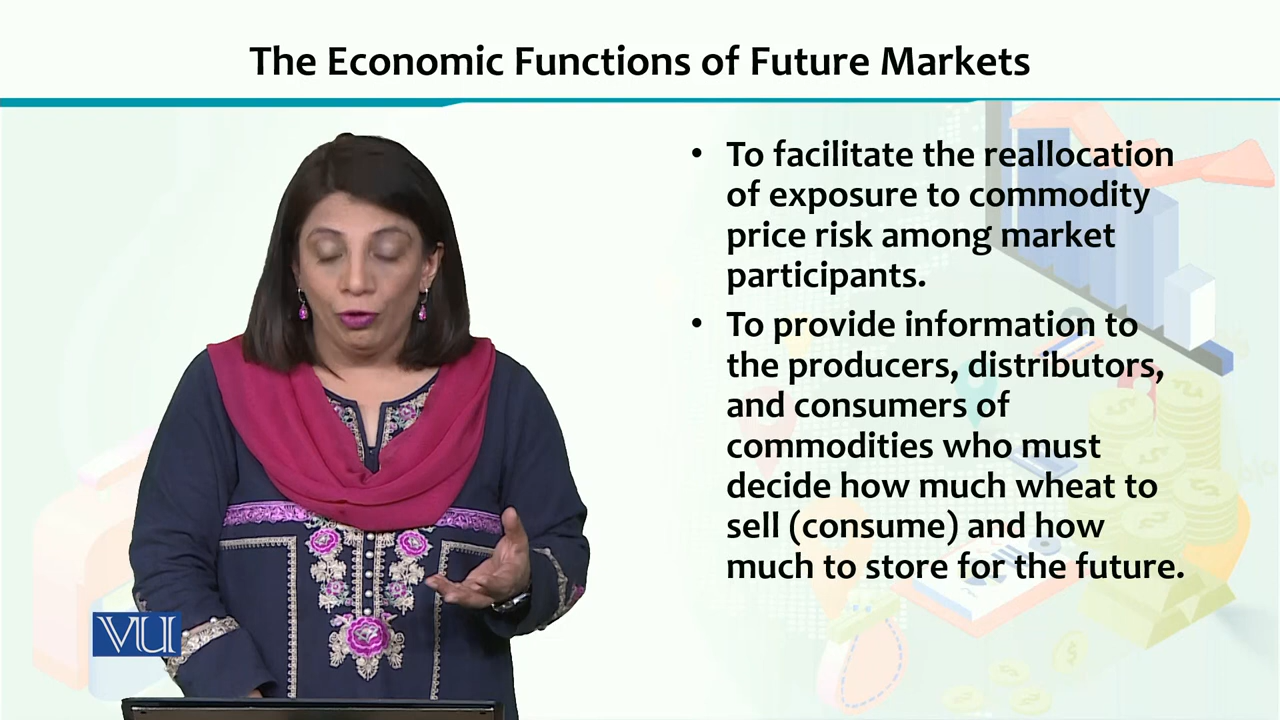 The Economic Functions of Future Markets
• To facilitate the reallocation
of exposure to commodity
price risk among market
participants.
• To provide information to
the producers, distributors,
and consumers of
commodities who must
decide how much wheat to
sell (consume) and how
much to store for the future.
VU